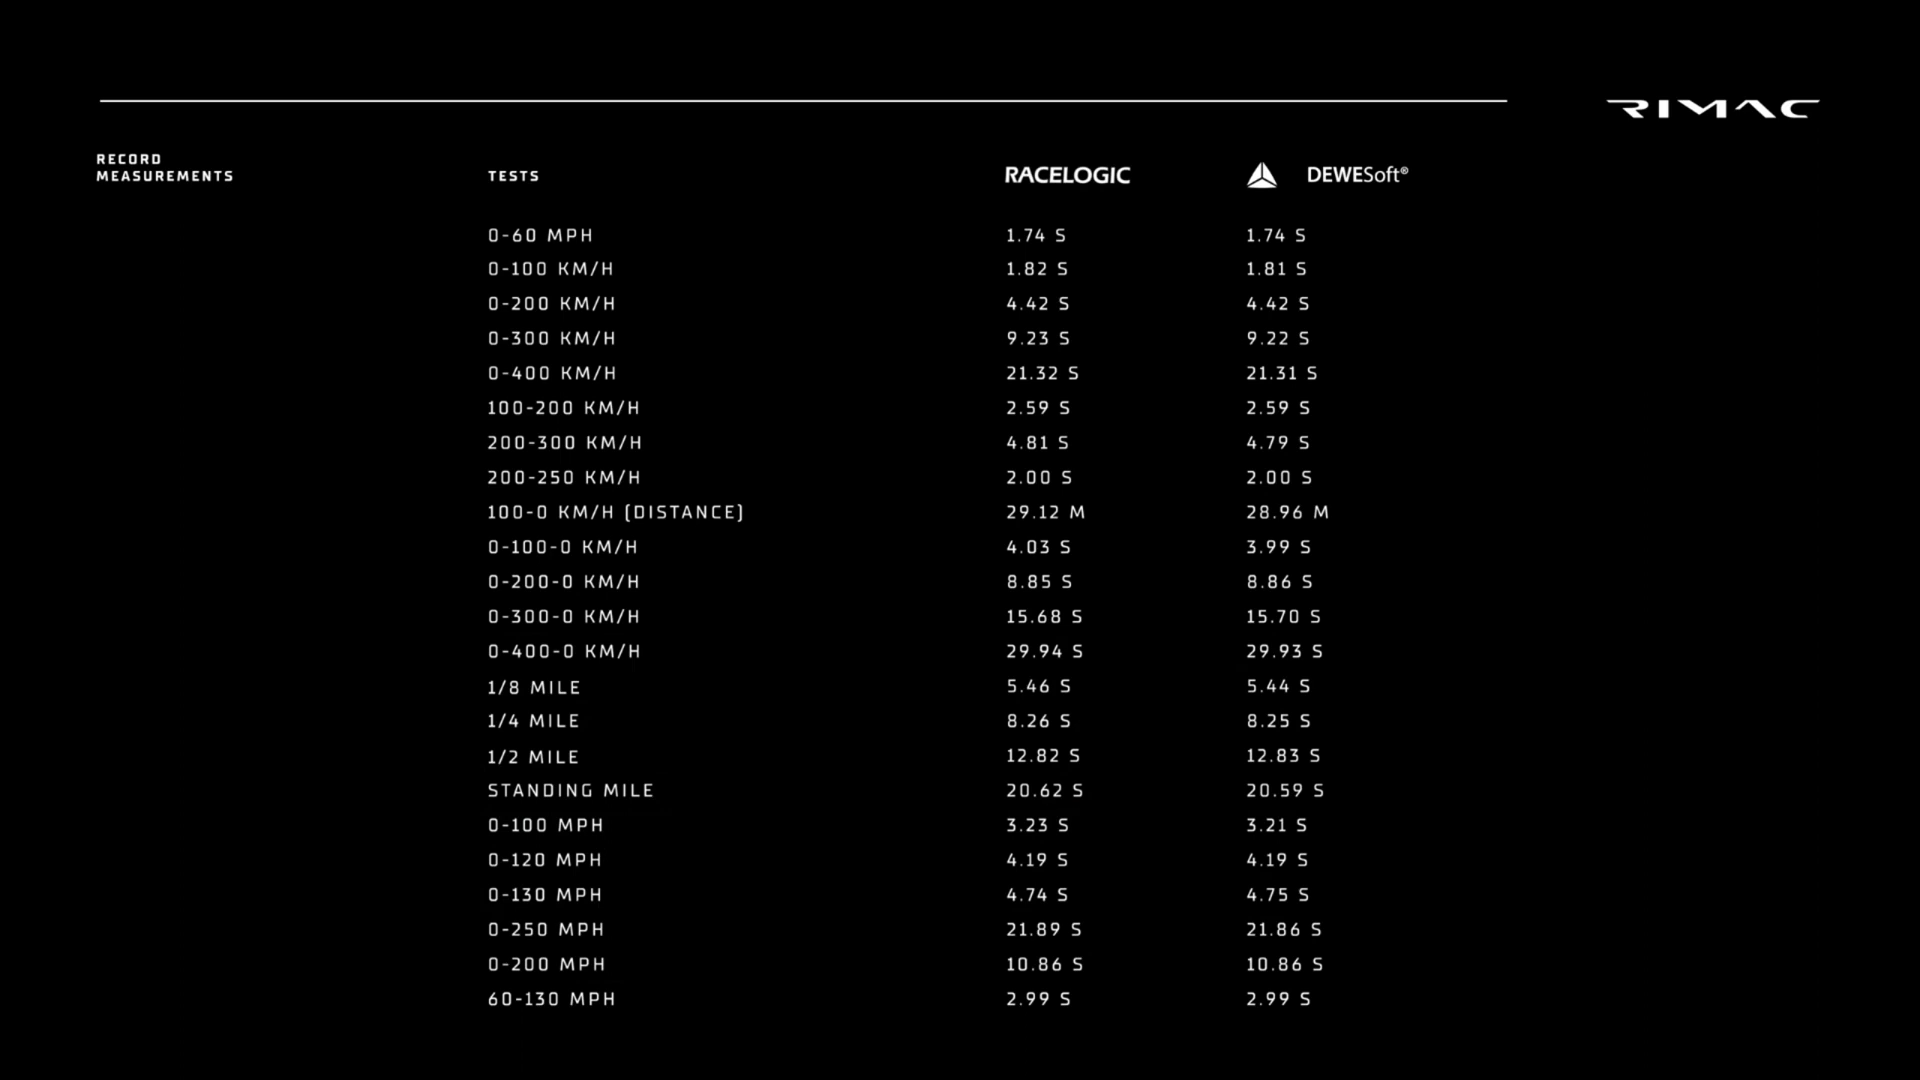 RIMAC
RECORD
MEASUREMENTS
TESTS RACELOGIC DEWESoft®
0-60 MPH 1.74 S 1.74 S
0-100 KM/H 1.82 S 1.81 S
0-200 KM/H 4.42 S 4.42 S
0-300 KM/H 9.23 S 9.22 S
0-400 KM/H 21.32 S 21.31 S
100-200 KM/H 2.59 S 2.59 S
200-300 KM/H 4.81 S 4.79 S
200-250 KM/H 2.00 S 2.00 S
100-0 KM/H (DISTANCE) 29.12 M 28.96 M
0-100-0 KM/H 4.03 S 3.99 S
0-200-0 KM/H 8.85 S 8.86 S
0-300-0 KM/H 15.68 S 15.70 S
0-400-0 KM/H 29.94 S 29.93 S
1/8 MILE 5.46 S 5.44 S
1/4 MILE 8.26 S 8.25 S
1/2 MILE 12.82 S 12.83 S
STANDING MILE 20.62 S 20.59 S
0-100 MPH 3.23 S 3.21 S
0-120 MPH 4.19 S 4.19 S
0-130 MPH 4.74 S 4.75 S
0-250 MPH 21.89 S 21.86 S
0-200 MPH 10.86 S 10.86 S
60-130 MPH 2.99 S 2.99 S